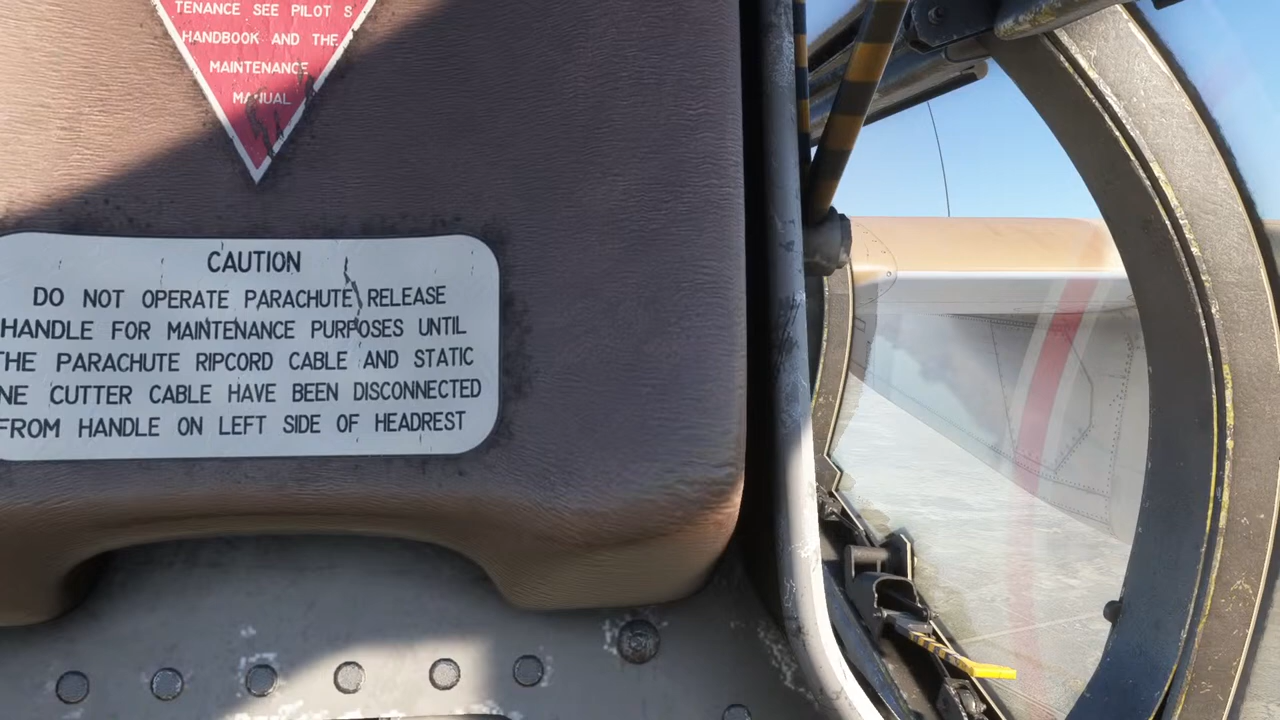 TENANCE SEE PILOT S
HANDBOOK AND THE
MAINTENANCE
MANUAL
CAUTION
DO NOT OPERATE PARACHUTE RELEASE
HANDLE FOR MAINTENANCE PURPOSES UNTIL
THE PARACHUTE RIPCORD CABLE AND STATIC
NE CUTTER CABLE HAVE BEEN DISCONNECTED
FROM HANDLE ON LEFT SIDE OF HEADREST